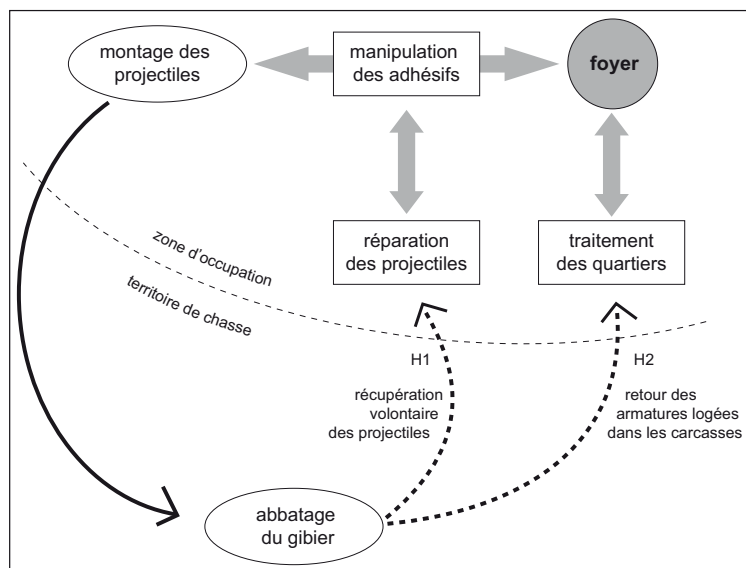 montage des
projectiles
manipulation
des adhésifs
foyer
zone d'occupation
territoire de chasse
réparation
des projectiles
traitement
des quartiers
H1
récupération
volontaire
des projectiles
H2
retour des
armatures logées
dans les carcasses
abbatage
du gibier